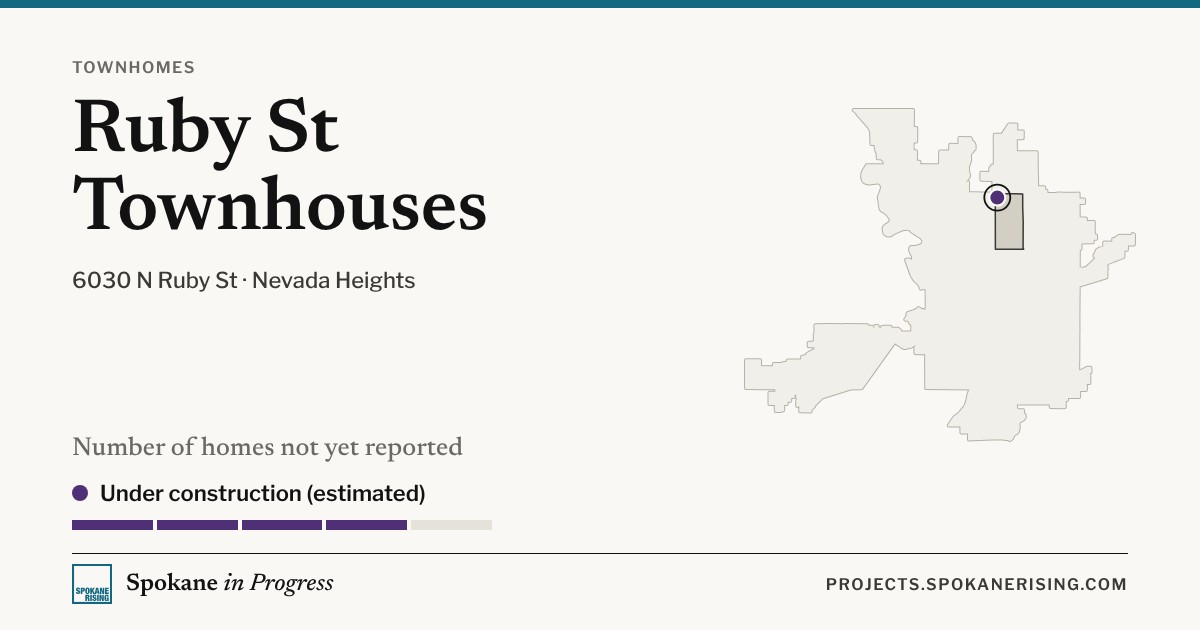 TOWNHOMES
Ruby St
Townhouses
6030 N Ruby St · Nevada Heights
Number of homes not yet reported
Under construction (estimated)
SPOKANE
RISING
Spokane in Progress
PROJECTS.SPOKANERISING.COM